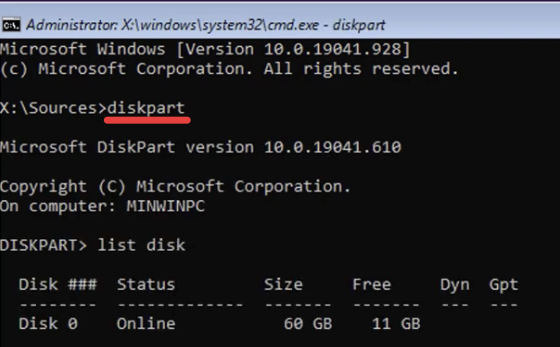 Administrator: X:\windows\system32\cmd.exe - diskpart
Microsoft Windows [Version 10.0.19041.928]
(c) Microsoft Corporation. All rights reserved.
X:\Sources>diskpart
Microsoft DiskPart version 10.0.19041.610
Copyright (C) Microsoft Corporation.
On computer: MINWINPC
DISKPART> list disk
Disk ### Status Size Free Dyn Gpt
-------- ------------- ------- ------- --- ---
Disk 0 Online 60 GB 11 GB